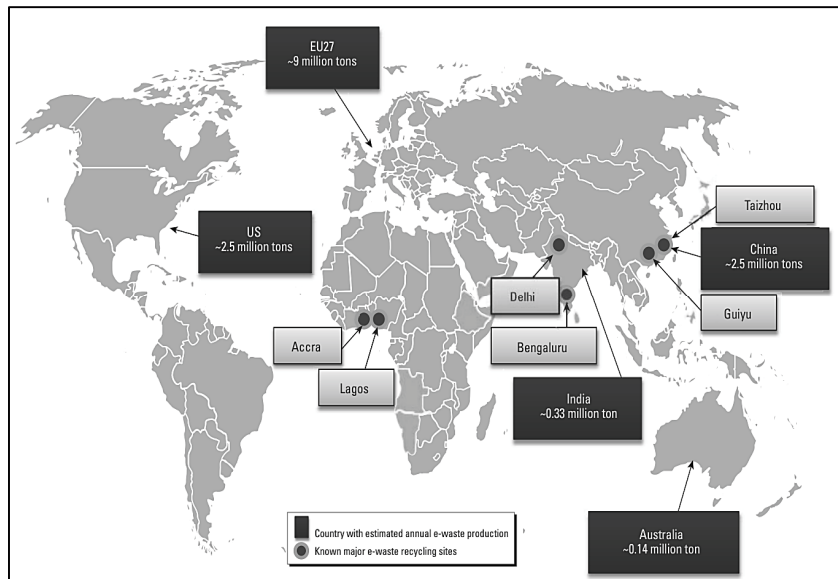 EU27
~9 million tons
US
~2.5 million tons
Taizhou
China
~2.5 million tons
Guiyu
Delhi
Bengaluru
Accra
Lagos
India
~0.33 million ton
Australia
~0.14 million ton
Country with estimated annual e-waste production
Known major e-waste recycling sites